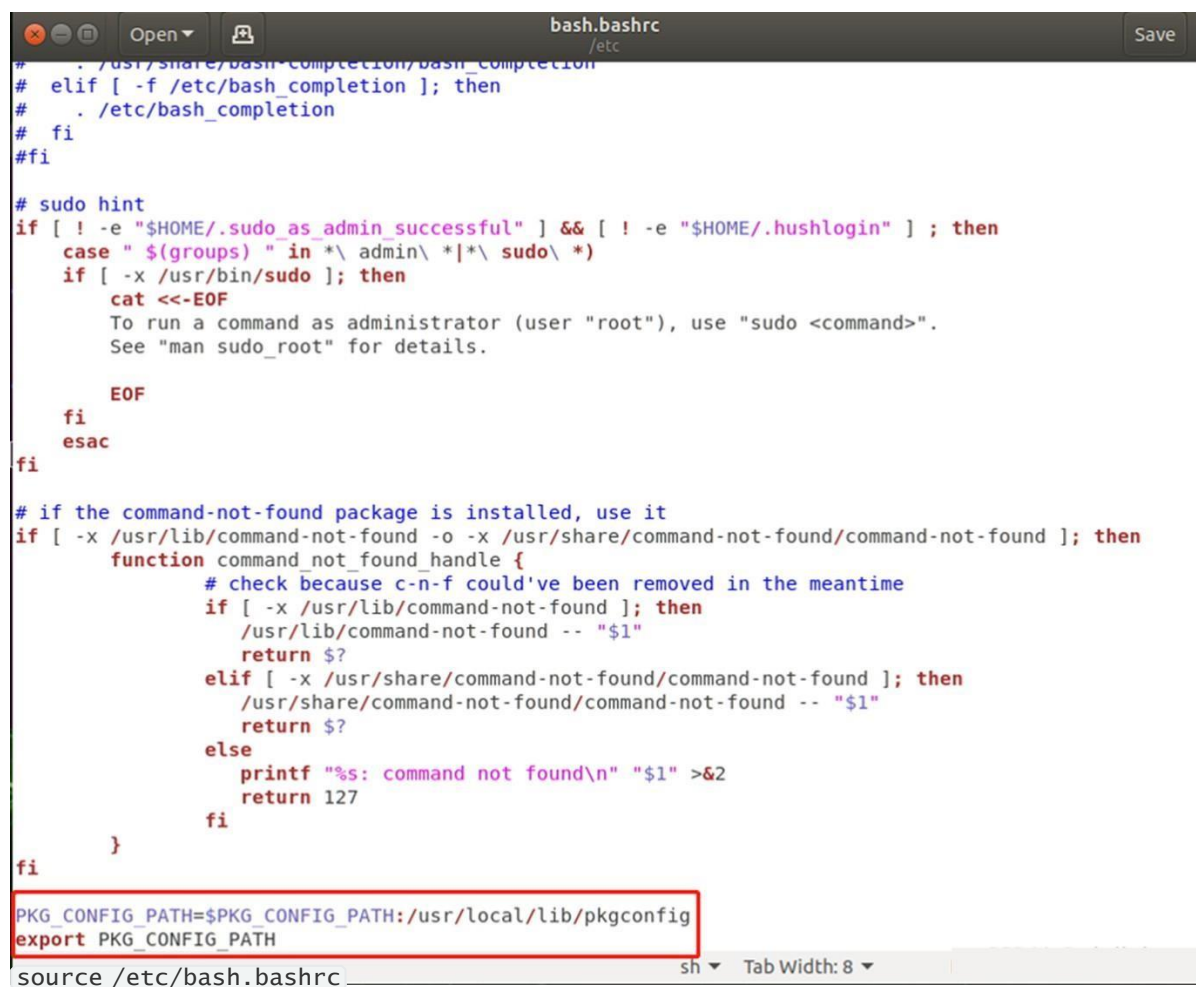 Open
bash.bashrc
/etc
Save
#     . /usr/share/bash-completion/bash_completion
#  elif [ -f /etc/bash_completion ]; then
#    . /etc/bash_completion
#  fi
#fi
# sudo hint
if [ ! -e "$HOME/.sudo_as_admin_successful" ] && [ ! -e "$HOME/.hushlogin" ] ; then
    case " $(groups) " in *\ admin\ *|*\ sudo\ *)
    if [ -x /usr/bin/sudo ]; then
        cat <<-EOF
        To run a command as administrator (user "root"), use "sudo <command>".
        See "man sudo_root" for details.
        EOF
    fi
    esac
fi
# if the command-not-found package is installed, use it
if [ -x /usr/lib/command-not-found -o -x /usr/share/command-not-found/command-not-found ]; then
        function command_not_found_handle {
                # check because c-n-f could've been removed in the meantime
                if [ -x /usr/lib/command-not-found ]; then
                   /usr/lib/command-not-found -- "$1"
                   return $?
                elif [ -x /usr/share/command-not-found/command-not-found ]; then
                   /usr/share/command-not-found/command-not-found -- "$1"
                   return $?
                else
                   printf "%s: command not found\n" "$1" >&2
                   return 127
                fi
        }
fi
PKG_CONFIG_PATH=$PKG_CONFIG_PATH:/usr/local/lib/pkgconfig
export PKG_CONFIG_PATH
sh Tab Width: 8
source /etc/bash.bashrc